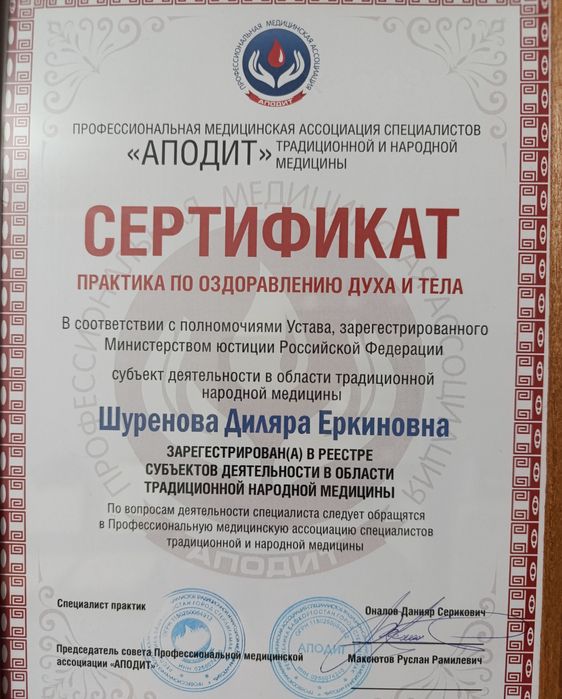 ПРОФЕССИОНАЛЬНАЯ МЕДИЦИНСКАЯ АССОЦИАЦИЯ
АПОДИТ
ПРОФЕССИОНАЛЬНАЯ МЕДИЦИНСКАЯ АССОЦИАЦИЯ СПЕЦИАЛИСТОВ
«АПОДИТ» ТРАДИЦИОННОЙ И НАРОДНОЙ
МЕДИЦИНЫ
СЕРТИФИКАТ
ПРАКТИКА ПО ОЗДОРАВЛЕНИЮ ДУХА И ТЕЛА
В соответствии с полномочиями Устава, зарегестрированного
Министерством юстиции Российской Федерации
субъект деятельности в области традиционной
народной медицины
Шуренова Диляра Еркиновна
ЗАРЕГЕСТРИРОВАН(А) В РЕЕСТРЕ
СУБЪЕКТОВ ДЕЯТЕЛЬНОСТИ В ОБЛАСТИ
ТРАДИЦИОННОЙ НАРОДНОЙ МЕДИЦИНЫ
По вопросам деятельности специалиста следует обращатся
в Профессиональную медицинскую ассоциацию специалистов
традиционной и народной медицины
Специалист практик
Оналов Данияр Серикович
Председатель совета Профессиональной медицинской
ассоциации «АПОДИТ»
Макоютов Руслан Рамилевич
АПОДИТ